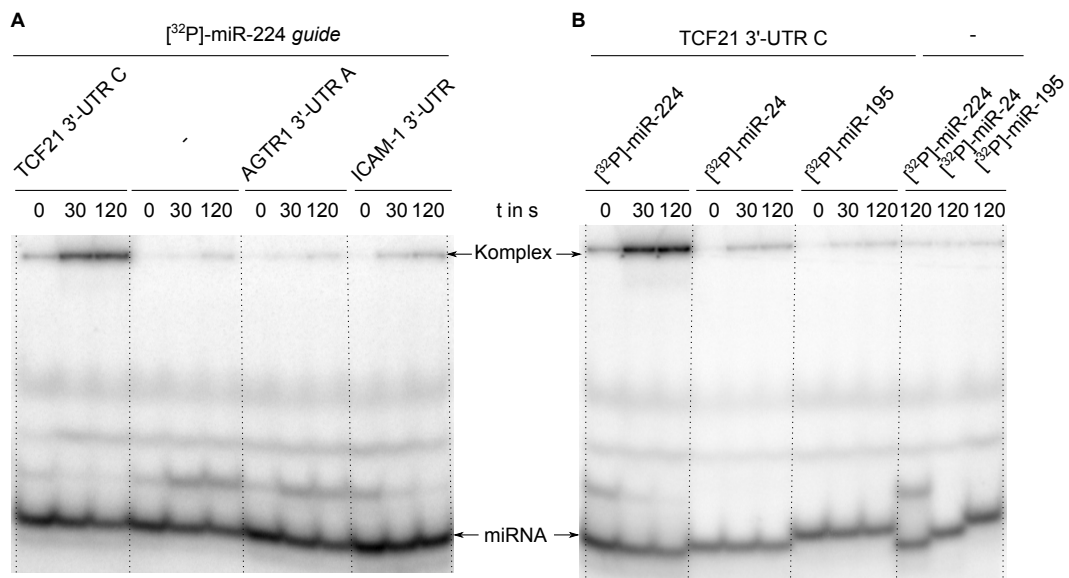 A
[³²P]-miR-224 guide
TCF21 3'-UTR C
-
AGTR1 3'-UTR A
ICAM-1 3'-UTR
0 30 120 0 30 120 0 30 120 0 30 120 t in s
Komplex
miRNA
B
TCF21 3'-UTR C -
[³²P]-miR-224
[³²P]-miR-24
[³²P]-miR-195
[³²P]-miR-224
[³²P]-miR-24
[³²P]-miR-195
0 30 120 0 30 120 0 30 120 120 120 120